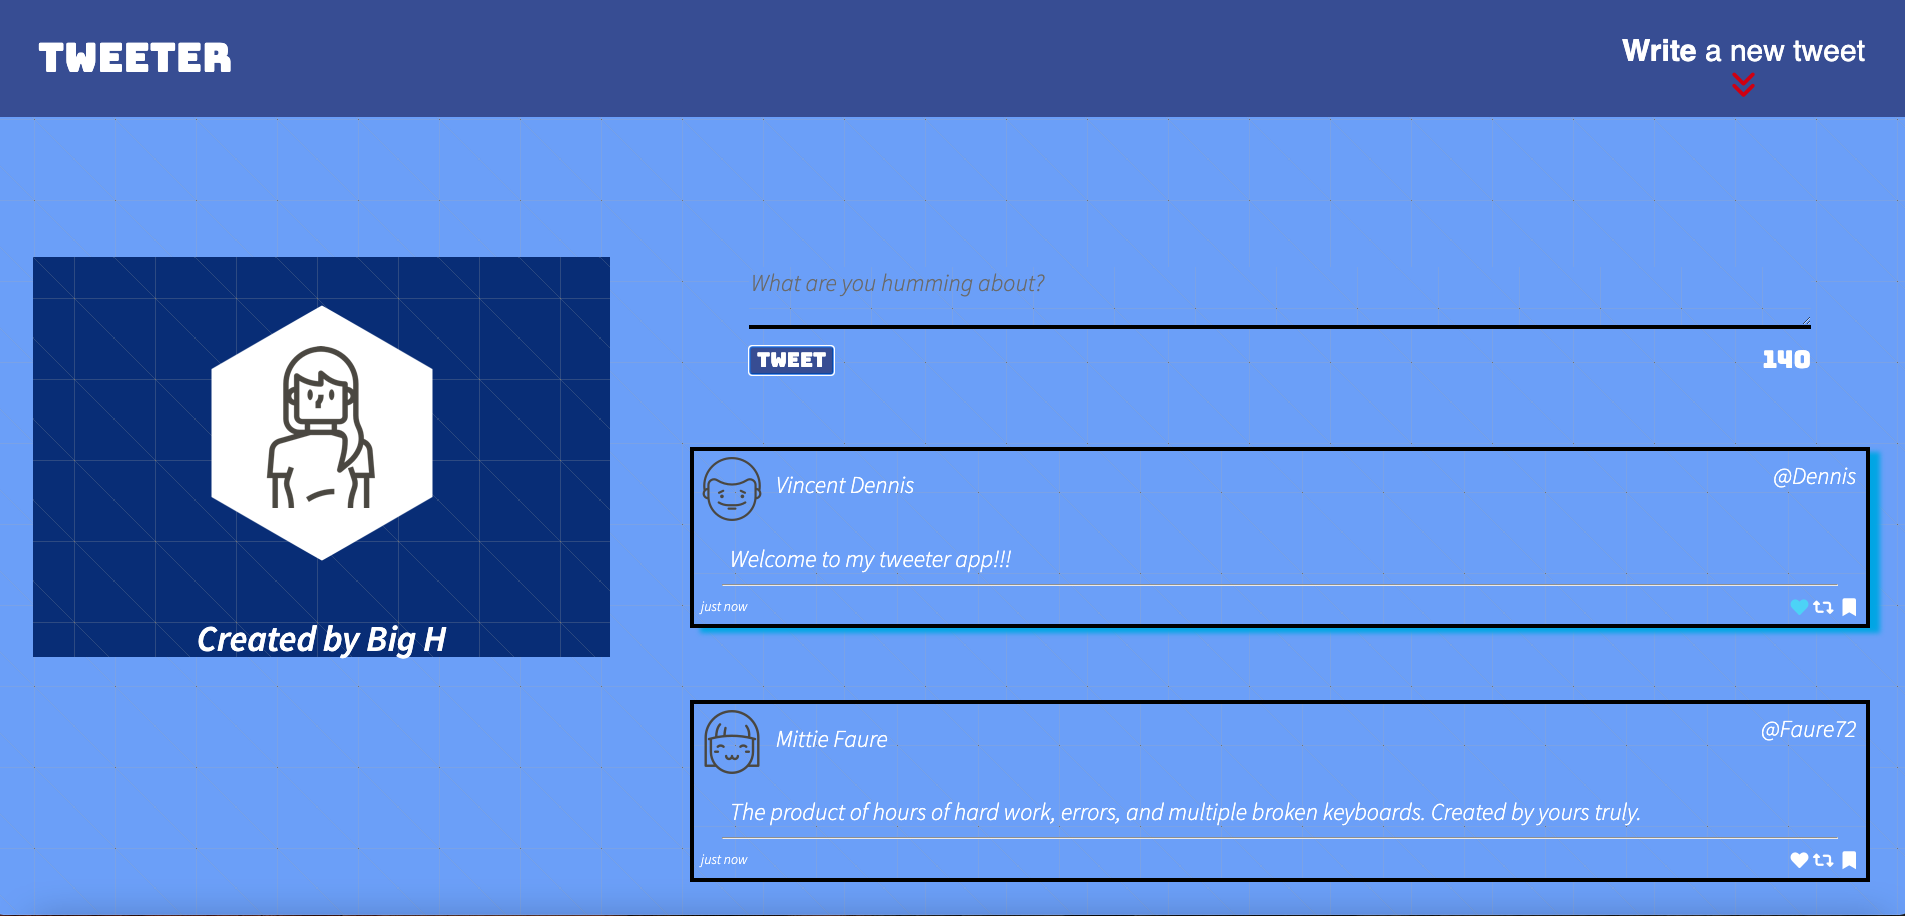 TWEETER
Write a new tweet
Created by Big H
What are you humming about?
TWEET
140
Vincent Dennis
@Dennis
Welcome to my tweeter app!!!
just now
Mittie Faure
@Faure72
The product of hours of hard work, errors, and multiple broken keyboards. Created by yours truly.
just now